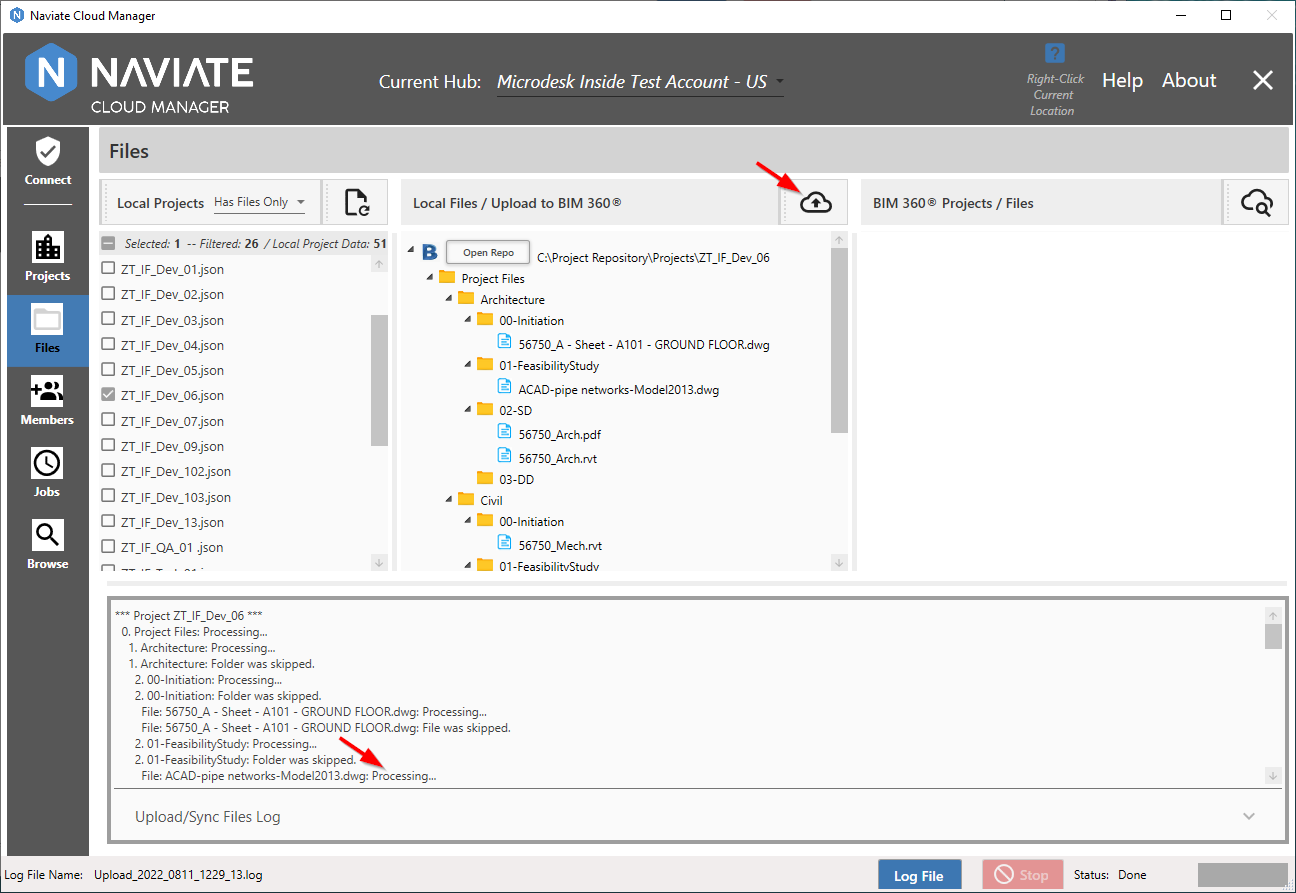 Naviate Cloud Manager
NAVIATE
CLOUD MANAGER
Current Hub: Microdesk Inside Test Account - US
?
Right-Click
Current
Location
Help
About
Connect
Projects
Files
Members
Jobs
Browse
Files
Local Projects Has Files Only
Local Files / Upload to BIM 360®
BIM 360® Projects / Files
Selected: 1 -- Filtered: 26 / Local Project Data: 51
ZT_IF_Dev_01.json
ZT_IF_Dev_02.json
ZT_IF_Dev_03.json
ZT_IF_Dev_04.json
ZT_IF_Dev_05.json
ZT_IF_Dev_06.json
ZT_IF_Dev_07.json
ZT_IF_Dev_09.json
ZT_IF_Dev_102.json
ZT_IF_Dev_103.json
ZT_IF_Dev_13.json
ZT_IF_QA_01 .json
B Open Repo C:\Project Repository\Projects\ZT_IF_Dev_06
Project Files
Architecture
00-Initiation
56750_A - Sheet - A101 - GROUND FLOOR.dwg
01-FeasibilityStudy
ACAD-pipe networks-Model2013.dwg
02-SD
56750_Arch.pdf
56750_Arch.rvt
03-DD
Civil
00-Initiation
56750_Mech.rvt
01-FeasibilityStudy
*** Project ZT_IF_Dev_06 ***
0. Project Files: Processing...
1. Architecture: Processing...
1. Architecture: Folder was skipped.
2. 00-Initiation: Processing...
2. 00-Initiation: Folder was skipped.
File: 56750_A - Sheet - A101 - GROUND FLOOR.dwg: Processing...
File: 56750_A - Sheet - A101 - GROUND FLOOR.dwg: File was skipped.
2. 01-FeasibilityStudy: Processing...
2. 01-FeasibilityStudy: Folder was skipped.
File: ACAD-pipe networks-Model2013.dwg: Processing...
Upload/Sync Files Log
Log File Name: Upload_2022_0811_1229_13.log
Log File
Stop
Status: Done